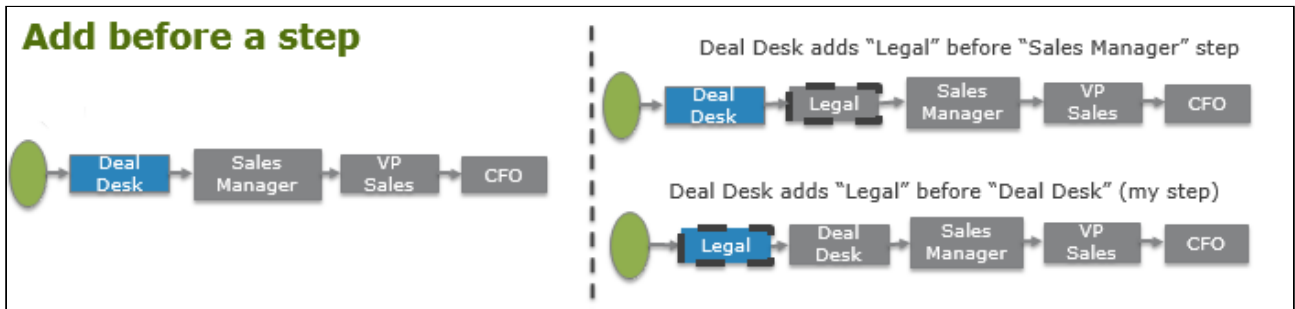 Add before a step
Deal
Desk
Sales
Manager
VP
Sales
CFO
Deal Desk adds “Legal” before “Sales Manager” step
Deal
Desk
Legal
Sales
Manager
VP
Sales
CFO
Deal Desk adds “Legal” before “Deal Desk” (my step)
Legal
Deal
Desk
Sales
Manager
VP
Sales
CFO